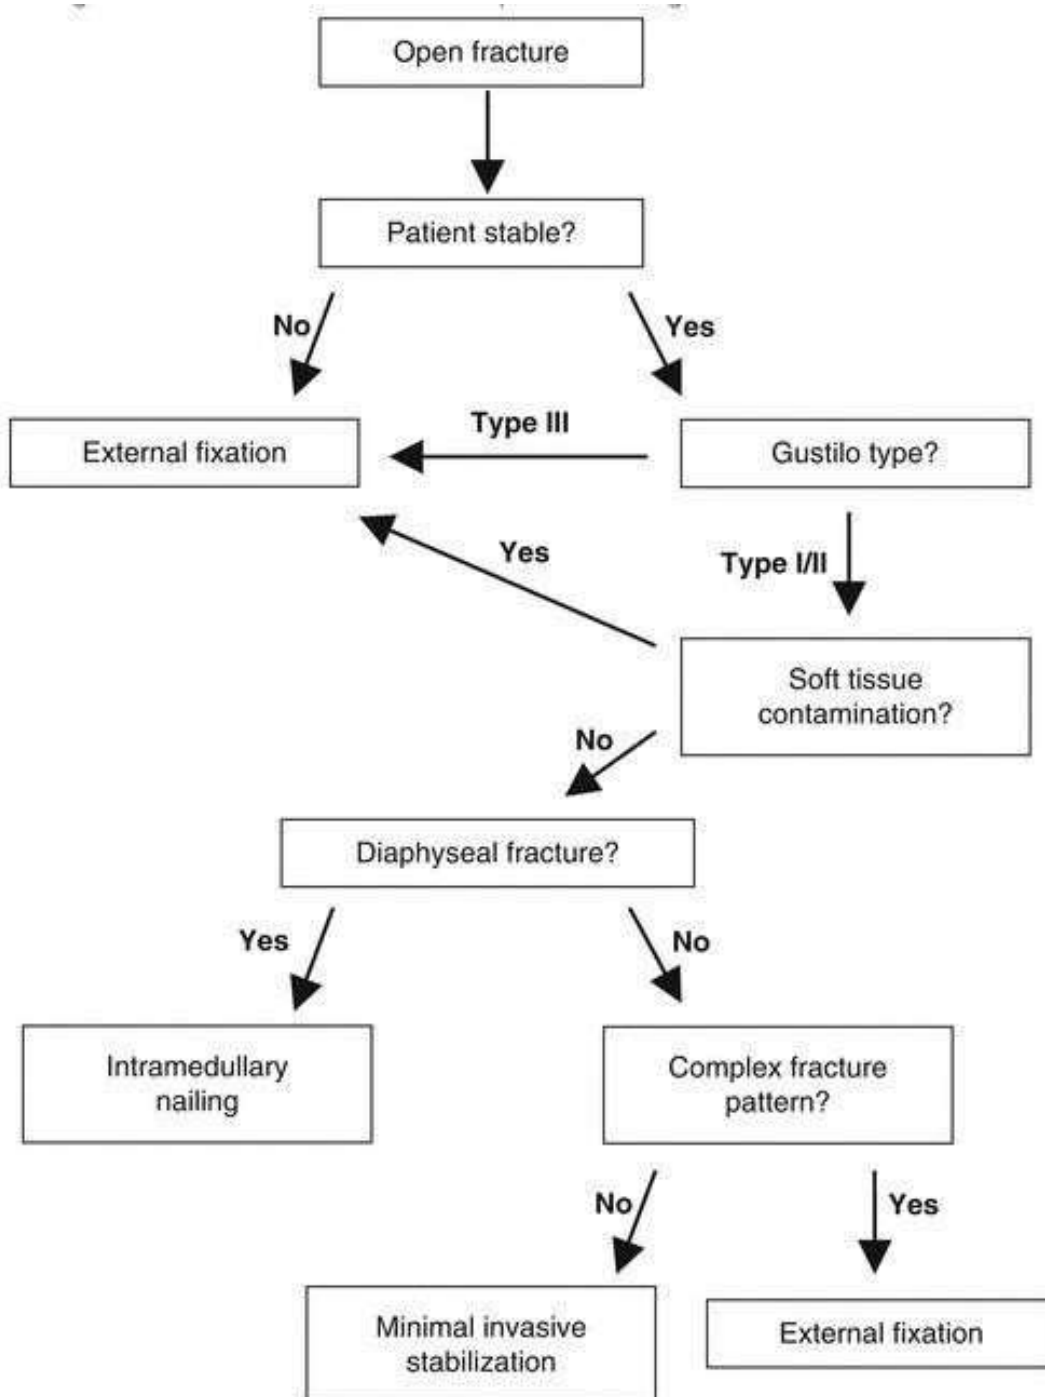 Open fracture
Patient stable?
No
Yes
External fixation
Type III
Gustilo type?
Yes
Type I/II
Soft tissue
contamination?
No
Diaphyseal fracture?
Yes
No
Intramedullary
nailing
Complex fracture
pattern?
No
Yes
Minimal invasive
stabilization
External fixation